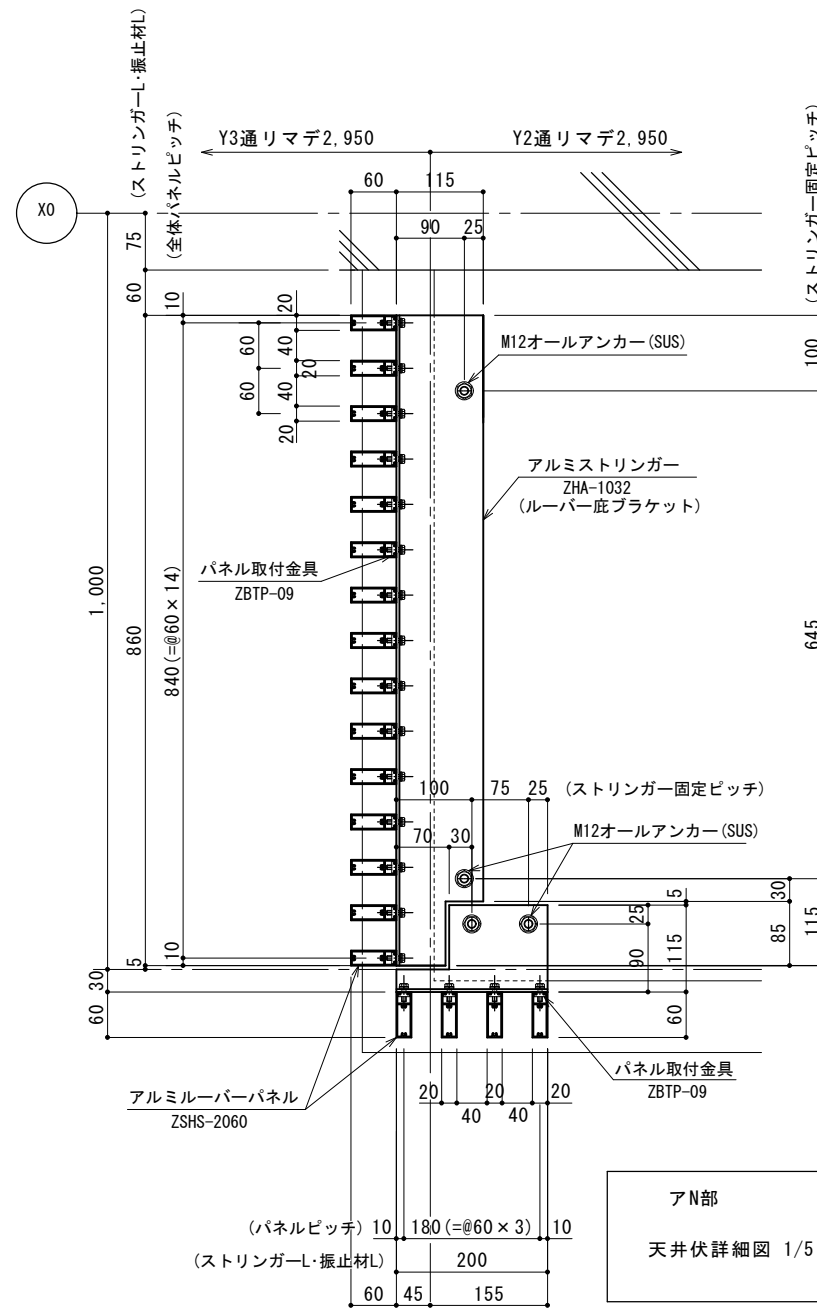 (ストリンガーL・振止材L)
(全体パネルピッチ)
Y3通リマデ2,950
Y2通リマデ2,950
(ストリンガー固定ピッチ)
X0
60
115
90
25
75
60
10
20
60
40
20
60
40
20
M12オールアンカー(SUS)
100
アルミストリンガー
ZHA-1032
(ルーバー庇ブラケット)
パネル取付金具
ZBTP-09
1,000
860
840(=@60×14)
645
100
75
25
(ストリンガー固定ピッチ)
70
30
M12オールアンカー(SUS)
5
30
25
115
85
115
90
10
5
30
60
60
アルミルーバーパネル
ZSHS-2060
20
20
20
40
40
パネル取付金具
ZBTP-09
(パネルピッチ)
10
180(=@60×3)
10
(ストリンガーL・振止材L)
200
60
45
155
アN部
天井伏詳細図 1/5